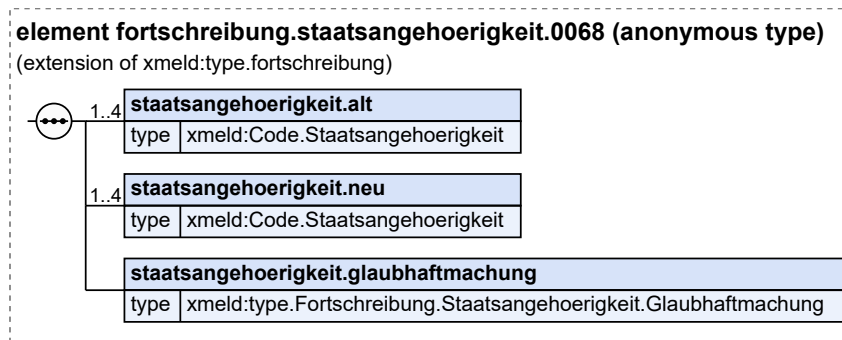 element fortschreibung.staatsangehoerigkeit.0068 (anonymous type)
(extension of xmeld:type.fortschreibung)
1..4 staatsangehoerigkeit.alt
type xmeld:Code.Staatsangehoerigkeit
1..4 staatsangehoerigkeit.neu
type xmeld:Code.Staatsangehoerigkeit
staatsangehoerigkeit.glaubhaftmachung
type xmeld:type.Fortschreibung.Staatsangehoerigkeit.Glaubhaftmachung